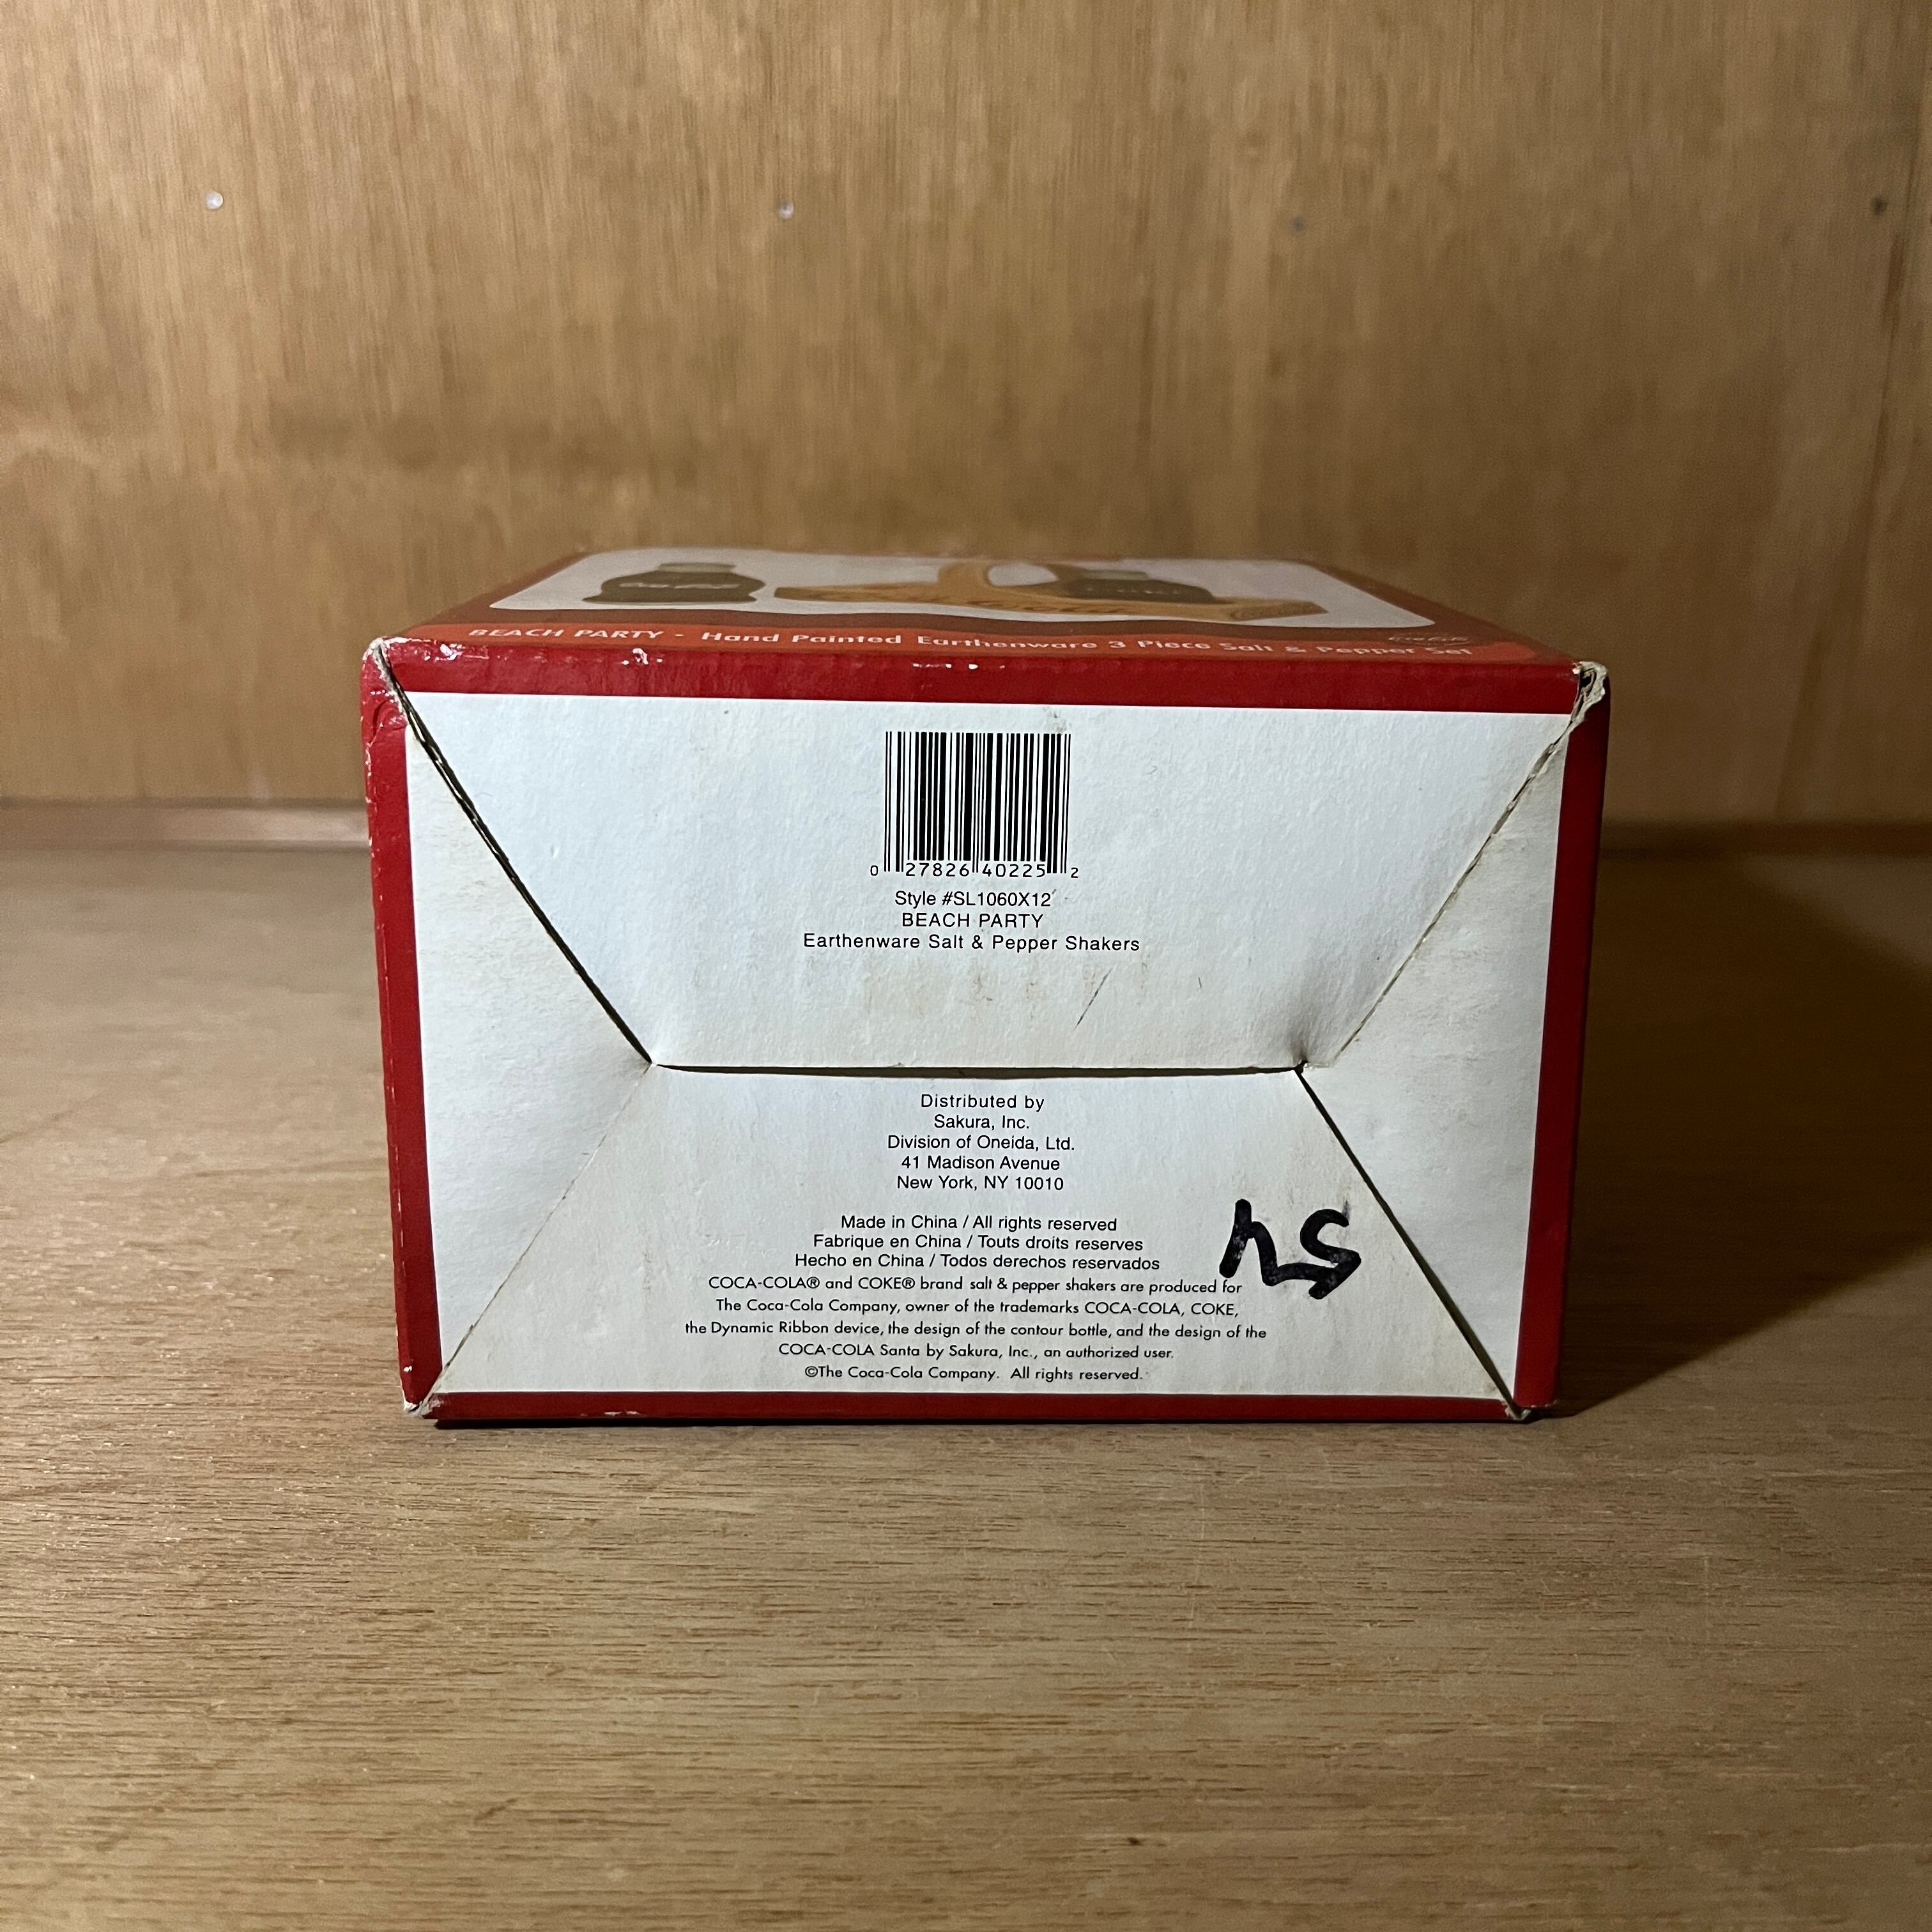 BEACH PARTY - Hand Painted Earthenware 3 Piece Salt & Pepper Set
0 27826 40225 2
Style #SL1060X12
BEACH PARTY
Earthenware Salt & Pepper Shakers
Distributed by
Sakura, Inc.
Division of Oneida, Ltd.
41 Madison Avenue
New York, NY 10010
Made in China / All rights reserved
Fabrique en China / Touts droits reserves
Hecho en China / Todos derechos reservados
COCA-COLA® and COKE® brand salt & pepper shakers are produced for
The Coca-Cola Company, owner of the trademarks COCA-COLA, COKE,
the Dynamic Ribbon device, the design of the contour bottle, and the design of the
COCA-COLA Santa by Sakura, Inc., an authorized user.
©The Coca-Cola Company. All rights reserved.